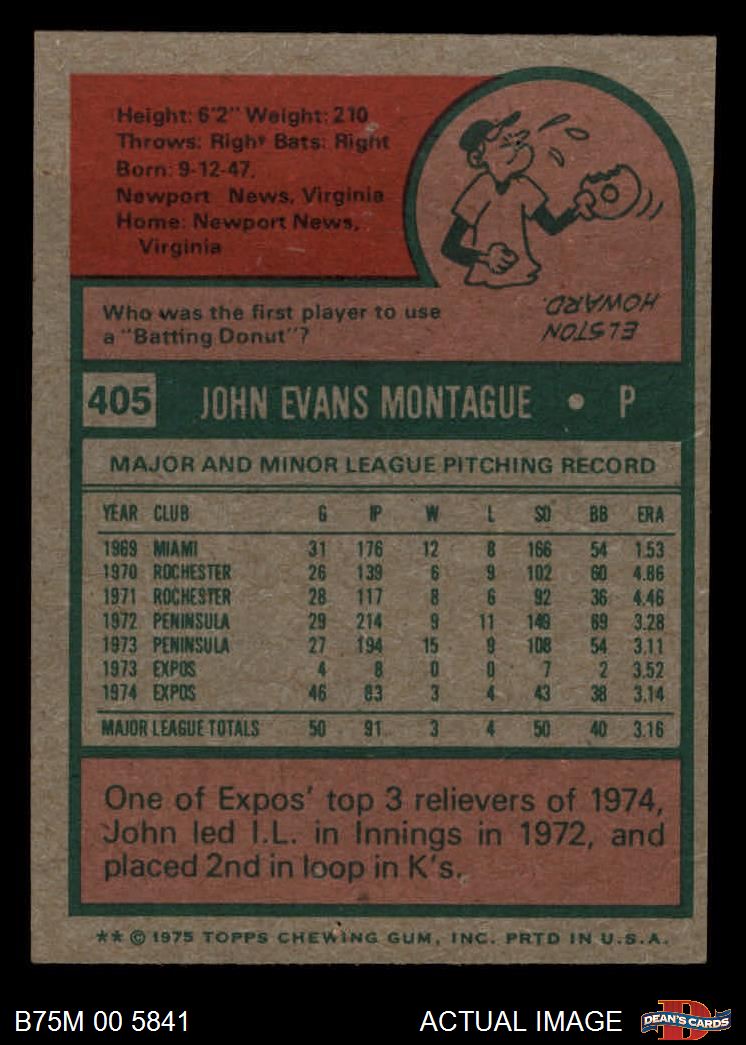 Height: 6'2" Weight: 210
Throws: Right Bats: Right
Born: 9-12-47,
Newport News, Virginia
Home: Newport News,
Virginia
Who was the first player to use
a "Batting Donut"?
ELSTON
HOWARD.
405 JOHN EVANS MONTAGUE • P
MAJOR AND MINOR LEAGUE PITCHING RECORD
YEAR CLUB G IP W L SO BB ERA
1969 MIAMI 31 176 12 8 166 54 1.53
1970 ROCHESTER 26 139 6 9 102 60 4.86
1971 ROCHESTER 28 117 8 6 92 36 4.46
1972 PENINSULA 29 214 9 11 149 69 3.28
1973 PENINSULA 27 194 15 9 108 54 3.11
1973 EXPOS 4 8 0 0 7 2 3.52
1974 EXPOS 46 83 3 4 43 38 3.14
MAJOR LEAGUE TOTALS 50 91 3 4 50 40 3.16
One of Expos' top 3 relievers of 1974,
John led I.L. in Innings in 1972, and
placed 2nd in loop in K's.
** © 1975 TOPPS CHEWING GUM, INC. PRTD IN U.S.A.
B75M 00 5841 ACTUAL IMAGE DEAN'S CARDS